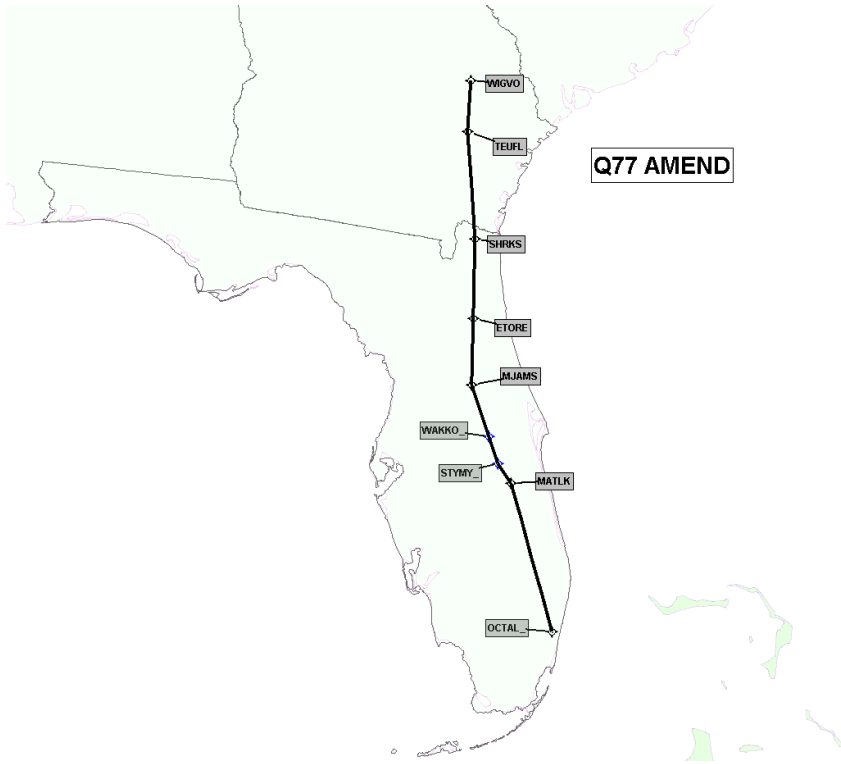 WIGVO
TEUFL
Q77 AMEND
SHRKS
ETORE
MJAMS
WAKKO_
STYMY_
MATLK
OCTAL_